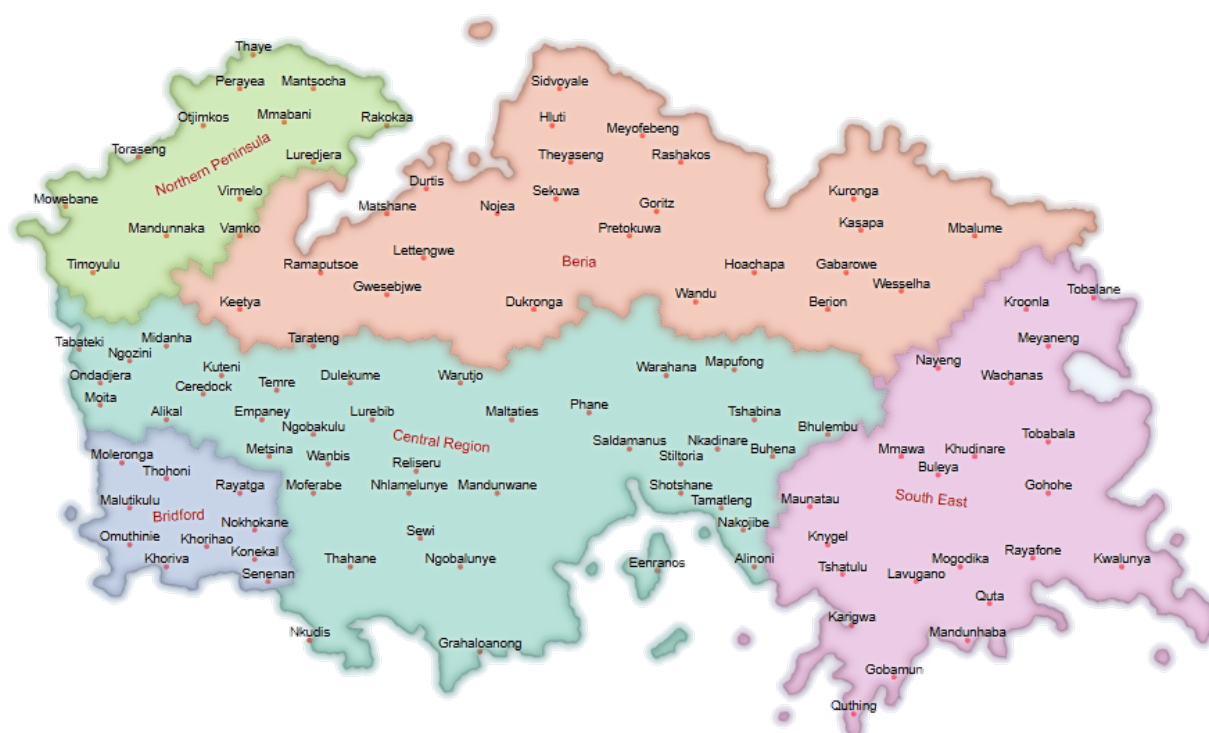 Thaye
Perayea
Mantsocha
Sidvoyale
Otjimkos
Mmabani
Rakokaa
Hluti
Meyofebeng
Toraseng
Luredjera
Theyaseng
Rashakos
Northern Peninsula
Durtis
Virmelo
Sekuwa
Kuronga
Mowebane
Matshane
Nojea
Goritz
Kasapa
Mandunnaka
Vamko
Pretokuwa
Mbalume
Lettengwe
Beria
Timoyulu
Ramaputsoe
Hoachapa
Gabarowe
Gwesebjwe
Wesselha
Tobalane
Keetya
Dukronga
Wandu
Berion
Kroonla
Tabateki
Midanha
Tarateng
Meyaneng
Ngozini
Kuteni
Warahana
Mapufong
Nayeng
Ondadjera
Ceredock
Temre
Dulekume
Warutjo
Wachanas
Moita
Alikal
Empaney
Lurebib
Maltaties
Phane
Tshabina
Ngobakulu
Bhulembu
Tobabala
Central Region
Saldamanus
Nkadinare
Moleronga
Metsina
Wanbis
Reliseru
Stiltoria
Buhena
Mmawa
Khudinare
Thohoni
Buleya
Rayatga
Moferabe
Nhlamelunye
Mandunwane
Shotshane
Gohohe
Malutikulu
Tamatleng
Maunatau
South East
Bridford
Nokhokane
Sewi
Nakojibe
Omuthinie
Khorihao
Knygel
Khoriva
Konekal
Thahane
Ngobalunye
Eenranos
Alinoni
Rayafone
Mogodika
Kwalunya
Senenan
Tshatulu
Lavugano
Quta
Karigwa
Nkudis
Grahaloanong
Mandunhaba
Gobamun
Quthing